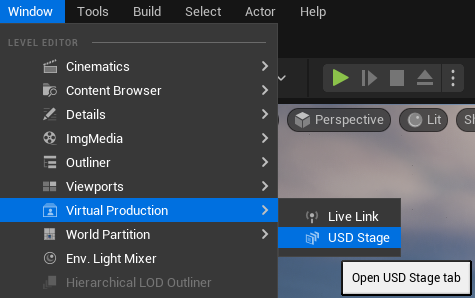 Window Tools Build Select Actor Help
LEVEL EDITOR
Cinematics
Content Browser
Details
ImgMedia
Outliner
Viewports
Virtual Production
World Partition
Env. Light Mixer
Hierarchical LOD Outliner
Perspective Lit Sh
Live Link
USD Stage
Open USD Stage tab